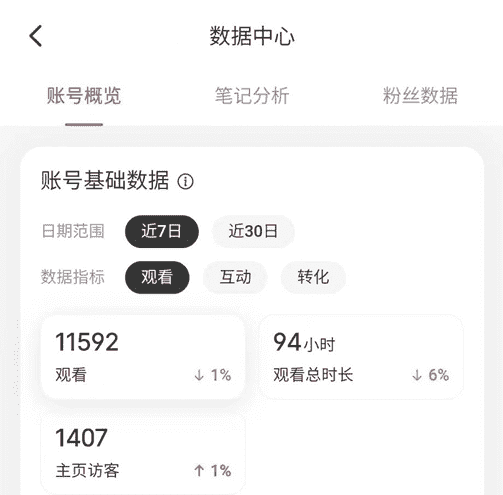 数据中心
账号概览 笔记分析 粉丝数据
账号基础数据
日期范围 近7日 近30日
数据指标 观看 互动 转化
11592 94小时
观看 ↓ 1% 观看总时长 ↓ 6%
1407
主页访客 ↑ 1%